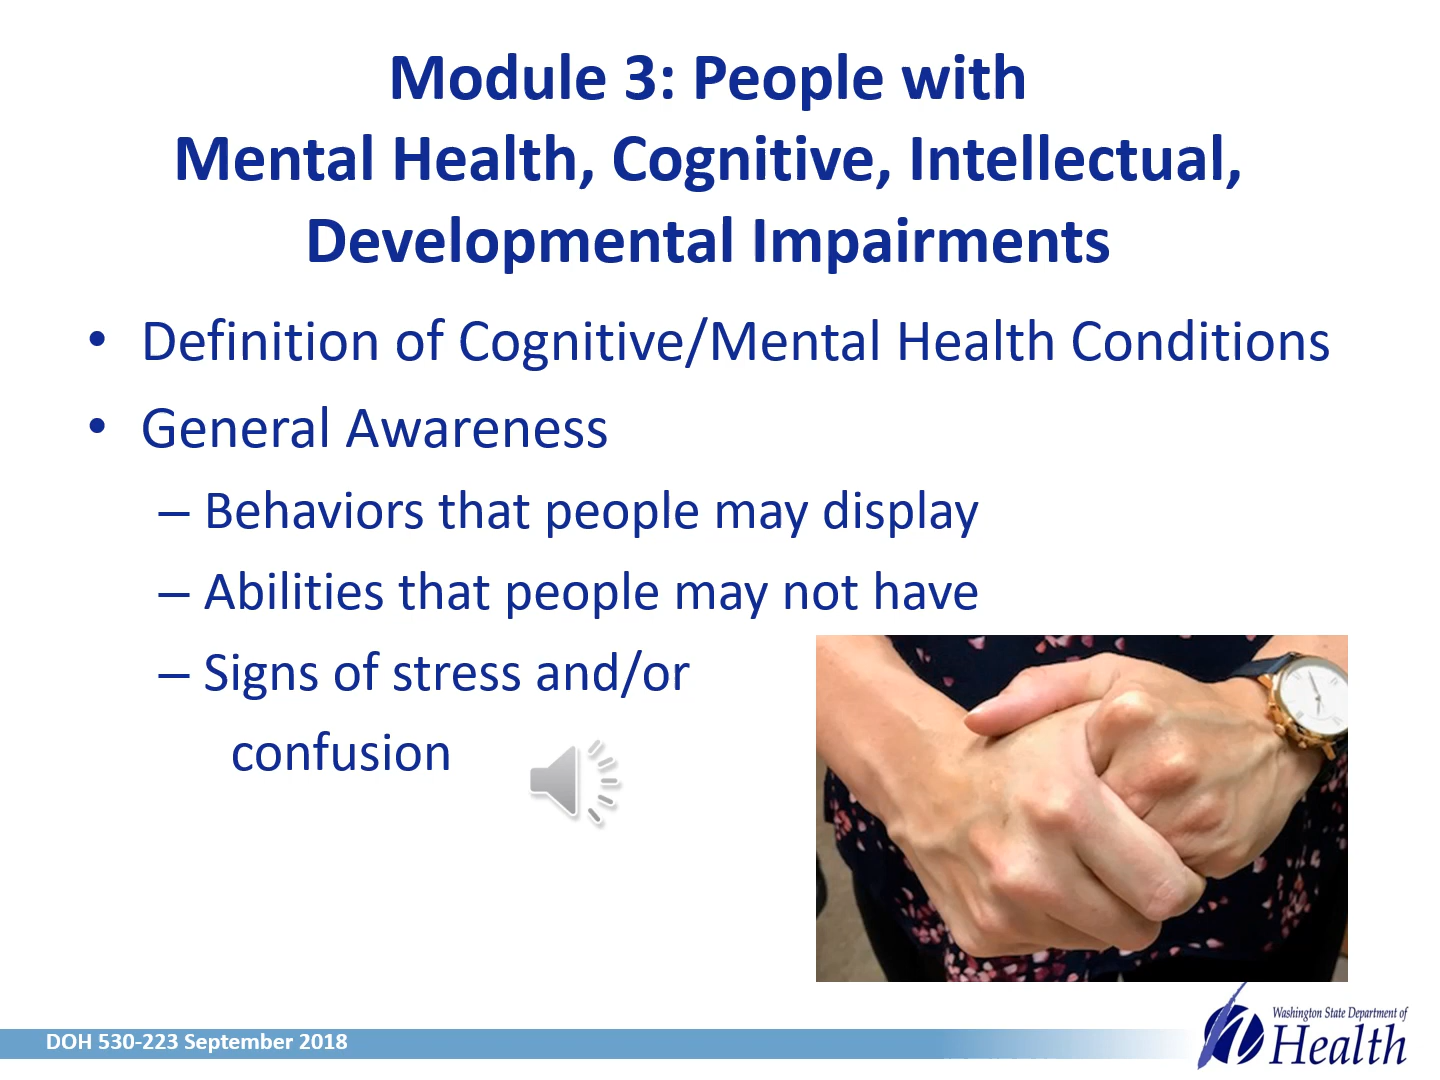 Module 3: People with
Mental Health, Cognitive, Intellectual,
Developmental Impairments
• Definition of Cognitive/Mental Health Conditions
• General Awareness
– Behaviors that people may display
– Abilities that people may not have
– Signs of stress and/or
confusion
DOH 530-223 September 2018
Washington State Department of
Health